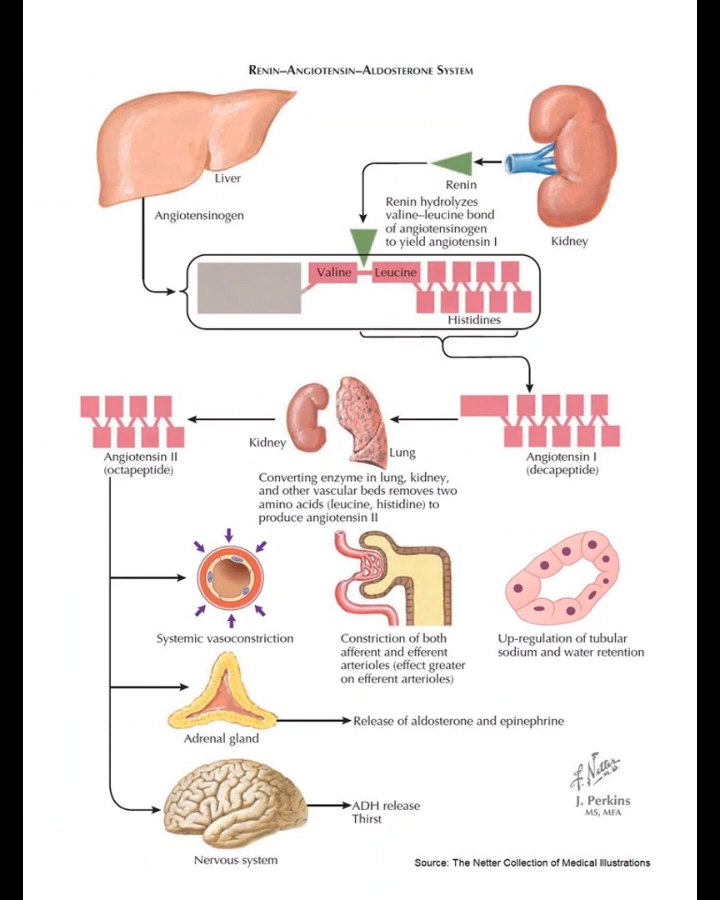 RENIN–ANGIOTENSIN–ALDOSTERONE SYSTEM
Liver
Angiotensinogen
Renin
Renin hydrolyzes
valine–leucine bond
of angiotensinogen
to yield angiotensin I
Kidney
Valine
Leucine
Histidines
Angiotensin II
(octapeptide)
Kidney
Lung
Angiotensin I
(decapeptide)
Converting enzyme in lung, kidney,
and other vascular beds removes two
amino acids (leucine, histidine) to
produce angiotensin II
Systemic vasoconstriction
Constriction of both
afferent and efferent
arterioles (effect greater
on efferent arterioles)
Up-regulation of tubular
sodium and water retention
Adrenal gland
Release of aldosterone and epinephrine
Nervous system
ADH release
Thirst
F. Netter M.D.
J. Perkins
MS, MFA
Source: The Netter Collection of Medical Illustrations